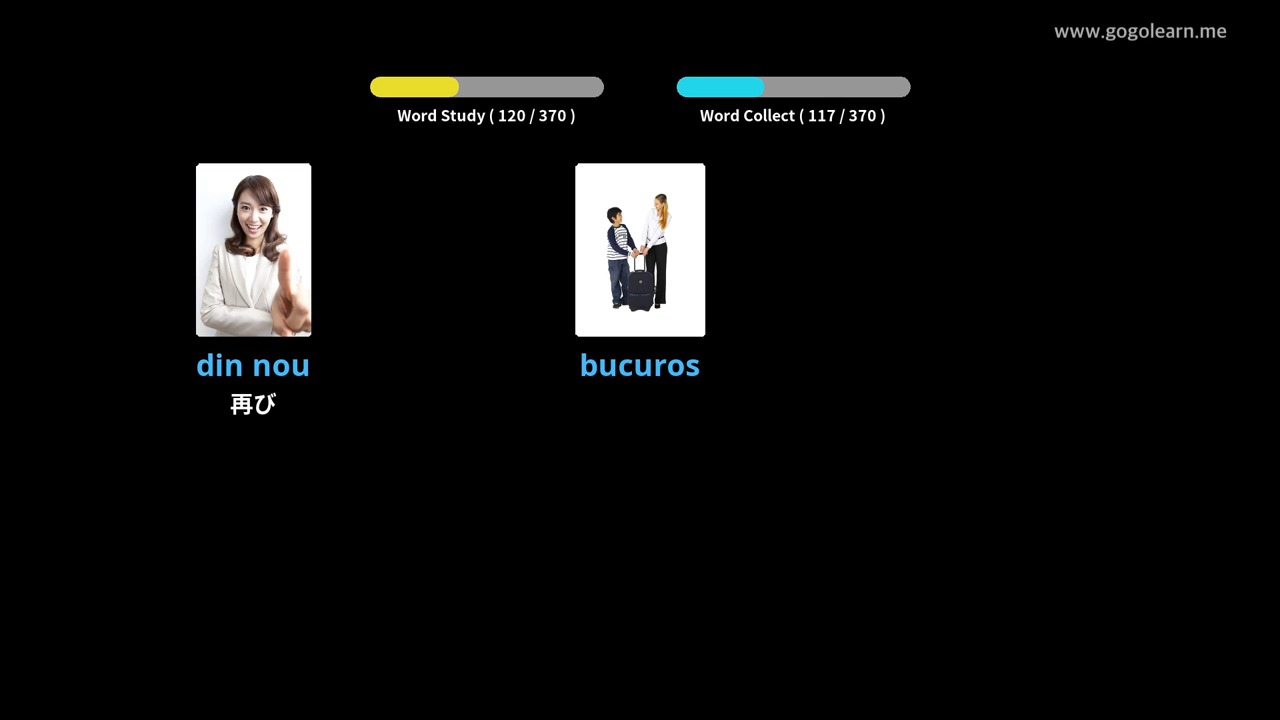 www.gogolearn.me
Word Study ( 120 / 370 )
Word Collect ( 117 / 370 )
din nou
bucuros
再び